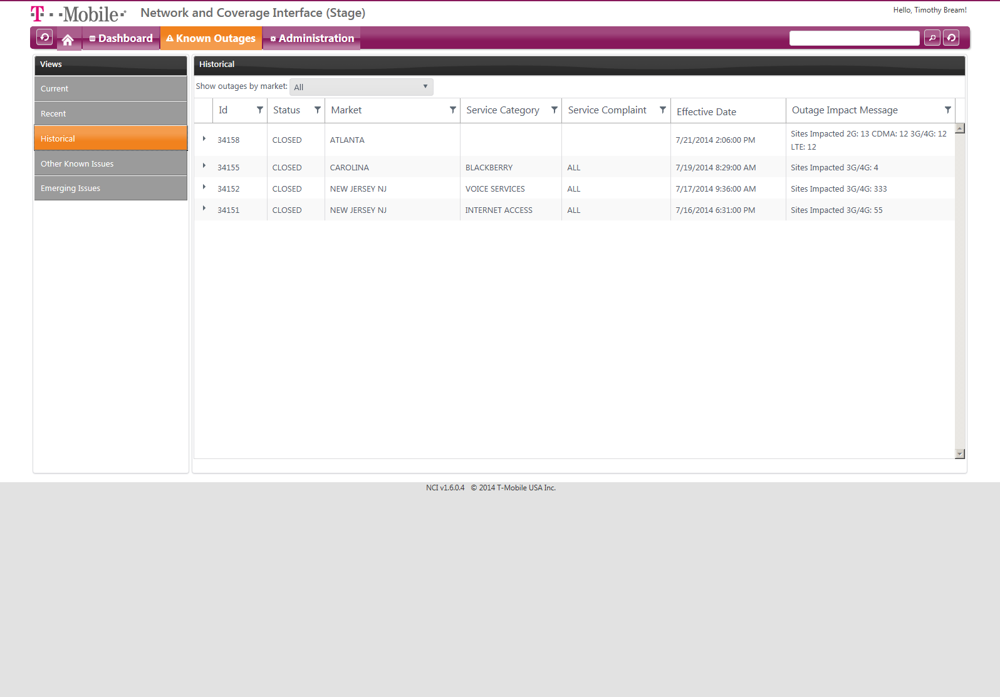 T··Mobile· Network and Coverage Interface (Stage)
Hello, Timothy Bream!
Dashboard Known Outages Administration
Views
Current
Recent
Historical
Other Known Issues
Emerging Issues
Historical
Show outages by market: All
Id Status Market Service Category Service Complaint Effective Date Outage Impact Message
34158 CLOSED ATLANTA 7/21/2014 2:06:00 PM Sites Impacted 2G: 13 CDMA: 12 3G/4G: 12
LTE: 12
34155 CLOSED CAROLINA BLACKBERRY ALL 7/19/2014 8:29:00 AM Sites Impacted 3G/4G: 4
34152 CLOSED NEW JERSEY NJ VOICE SERVICES ALL 7/17/2014 9:36:00 AM Sites Impacted 3G/4G: 333
34151 CLOSED NEW JERSEY NJ INTERNET ACCESS ALL 7/16/2014 6:31:00 PM Sites Impacted 3G/4G: 55
NCI v1.6.0.4 © 2014 T-Mobile USA Inc.